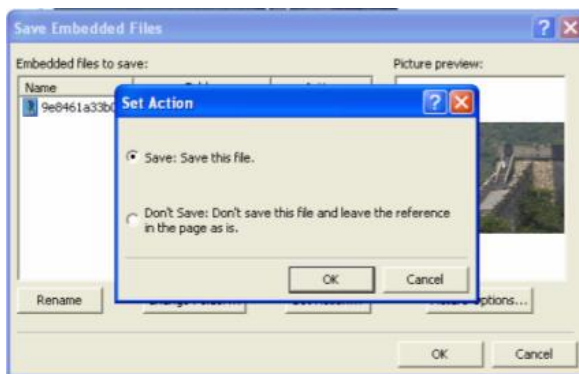 Save Embedded Files
Embedded files to save:
Picture preview:
Name
9e8461a33b
Set Action
Save: Save this file.
Don't Save: Don't save this file and leave the reference
in the page as is.
OK
Cancel
Rename
OK
Cancel